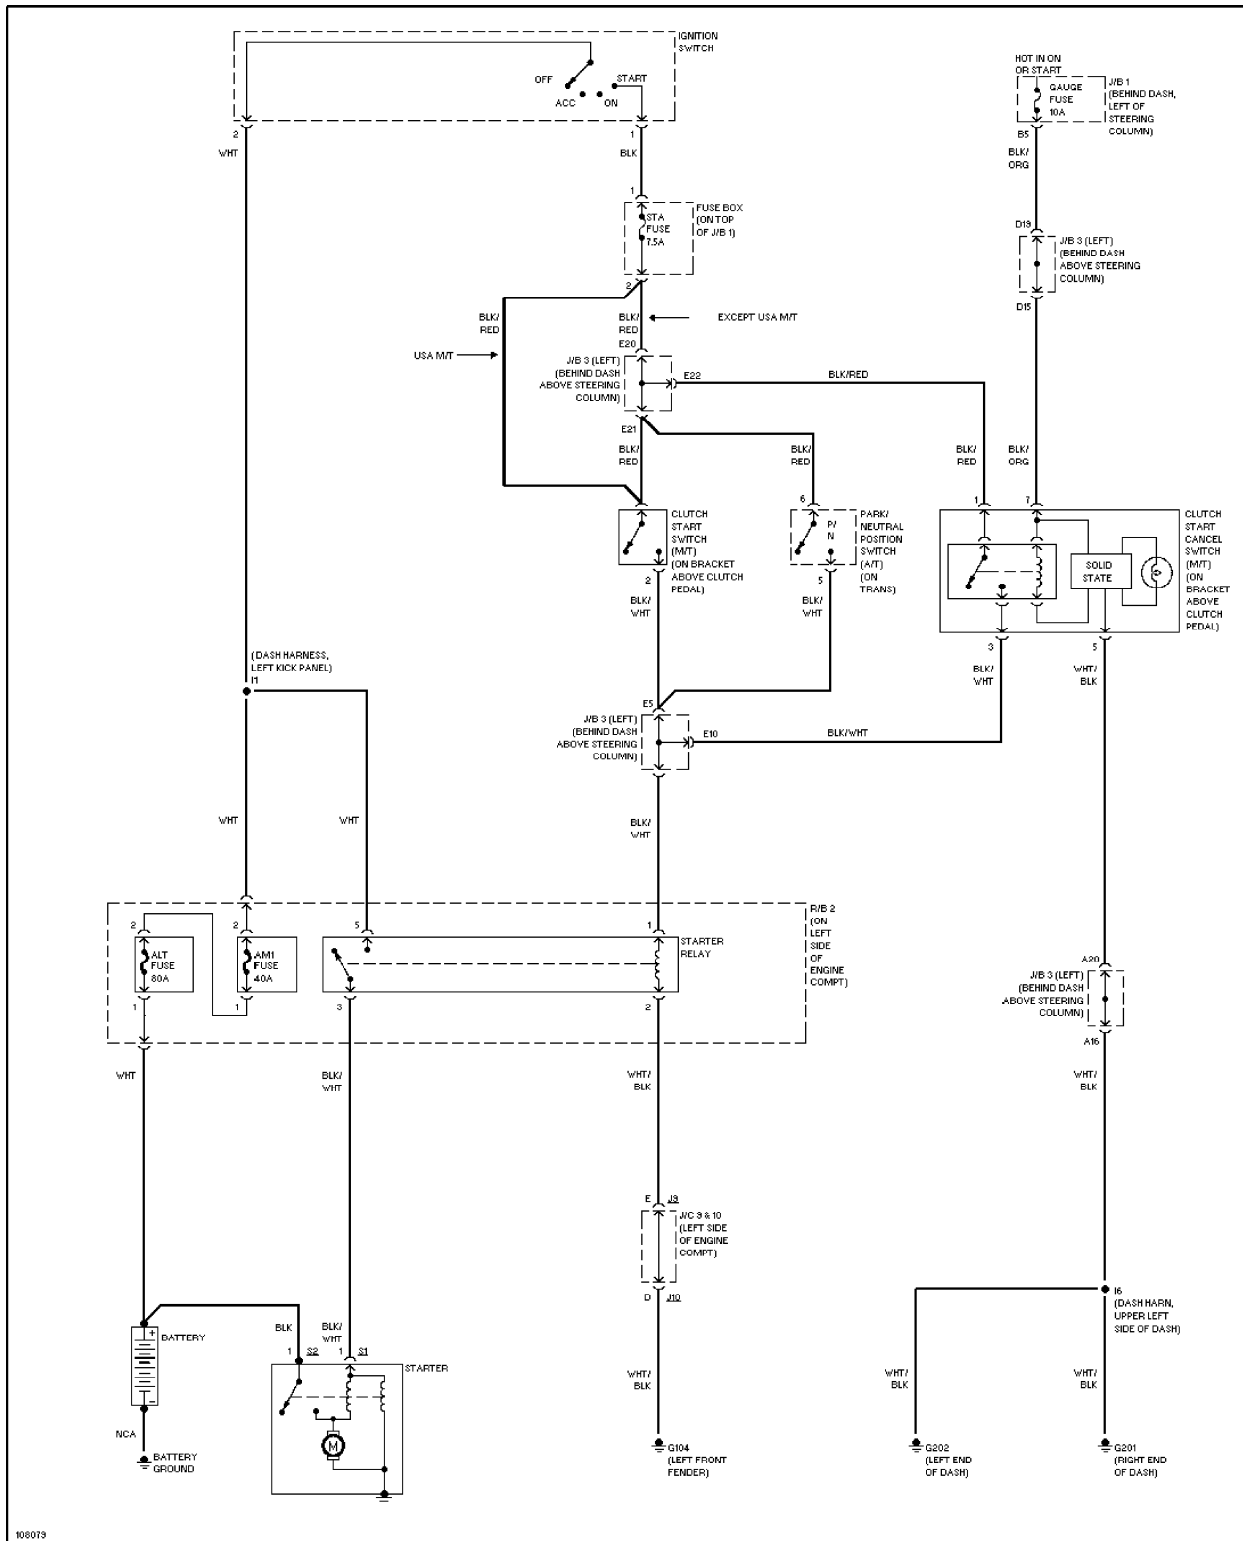 IGNITION
SWITCH
OFF
START
ACC
ON
2
1
WHT
BLK
HOT IN ON
OR START
GAUGE
FUSE
10A
J/B 1
(BEHIND DASH,
LEFT OF
STEERING
COLUMN)
B5
BLK/
ORG
1
STA
FUSE
7.5A
FUSE BOX
(ON TOP
OF J/B 1)
2
D19
J/B 3 (LEFT)
(BEHIND DASH
ABOVE STEERING
COLUMN)
D15
BLK/
RED
BLK/
RED
EXCEPT USA M/T
USA M/T
E20
J/B 3 (LEFT)
(BEHIND DASH
ABOVE STEERING
COLUMN)
E22
BLK/RED
E21
BLK/
RED
BLK/
RED
BLK/
RED
BLK/
ORG
6
1
7
CLUTCH
START
SWITCH
(M/T)
(ON BRACKET
ABOVE CLUTCH
PEDAL)
P/
N
PARK/
NEUTRAL
POSITION
SWITCH
(A/T)
(ON
TRANS)
SOLID
STATE
CLUTCH
START
CANCEL
SWITCH
(M/T)
(ON
BRACKET
ABOVE
CLUTCH
PEDAL)
2
5
BLK/
WHT
BLK/
WHT
3
5
BLK/
WHT
WHT/
BLK
(DASH HARNESS,
LEFT KICK PANEL)
I1
E5
J/B 3 (LEFT)
(BEHIND DASH
ABOVE STEERING
COLUMN)
E10
BLK/WHT
WHT
WHT
BLK/
WHT
R/B 2
(ON
LEFT
SIDE
OF
ENGINE
COMPT)
2
2
5
1
ALT
FUSE
80A
AM1
FUSE
40A
STARTER
RELAY
1
1
3
2
A20
J/B 3 (LEFT)
(BEHIND DASH
ABOVE STEERING
COLUMN)
A16
WHT
BLK/
WHT
WHT/
BLK
WHT/
BLK
E
J9
J/C 9 & 10
(LEFT SIDE
OF ENGINE
COMPT)
D
J10
I6
(DASH HARN,
UPPER LEFT
SIDE OF DASH)
BLK
BLK/
WHT
+
BATTERY
-
1
S2
1
S1
STARTER
M
WHT/
BLK
WHT/
BLK
WHT/
BLK
NCA
BATTERY
GROUND
G104
(LEFT FRONT
FENDER)
G202
(LEFT END
OF DASH)
G201
(RIGHT END
OF DASH)
108079